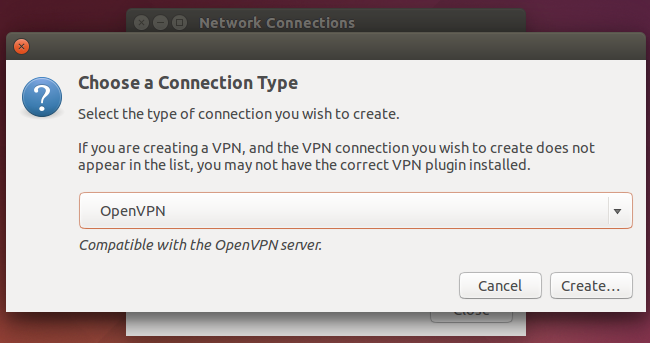 Network Connections
Choose a Connection Type
Select the type of connection you wish to create.
If you are creating a VPN, and the VPN connection you wish to create does not
appear in the list, you may not have the correct VPN plugin installed.
OpenVPN
Compatible with the OpenVPN server.
Cancel
Create...
Close